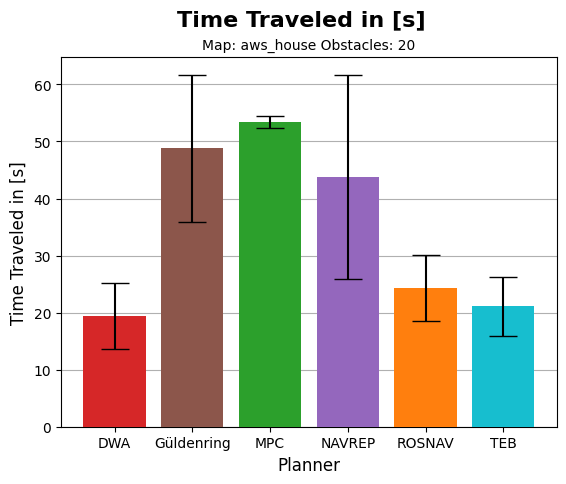 Time Traveled in [s]
Map: aws_house Obstacles: 20
Time Traveled in [s]
60
50
40
30
20
10
0
DWA Güldenring MPC NAVREP ROSNAV TEB
Planner